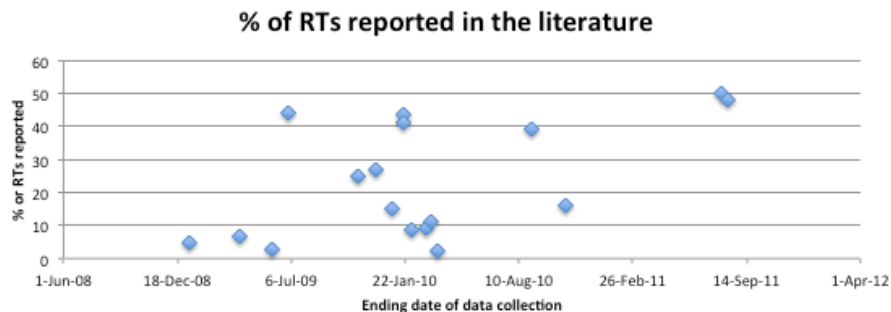 % of RTs reported in the literature
% or RTs reported
60
50
40
30
20
10
0
1-Jun-08 18-Dec-08 6-Jul-09 22-Jan-10 10-Aug-10 26-Feb-11 14-Sep-11 1-Apr-12
Ending date of data collection